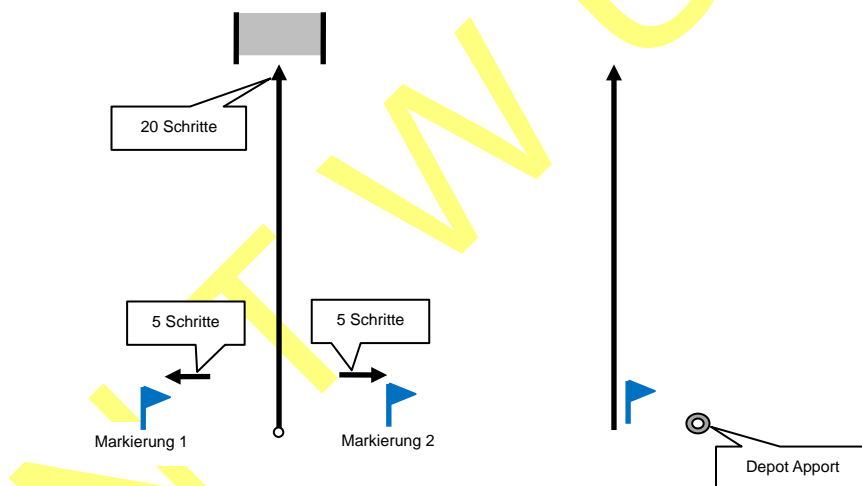 20 Schritte
5 Schritte
5 Schritte
Markierung 1
Markierung 2
Depot Apport